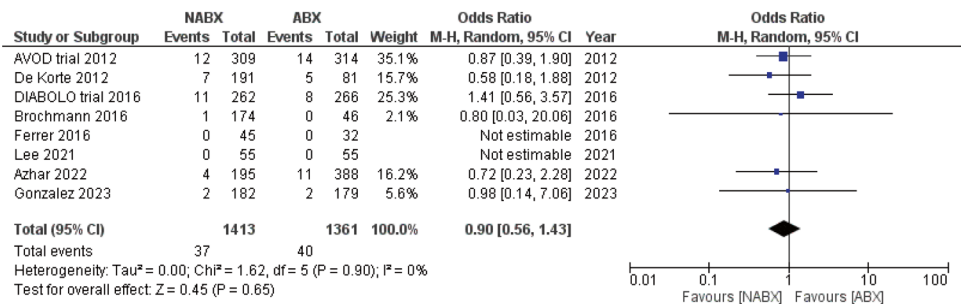 NABX ABX Odds Ratio Odds Ratio
Study or Subgroup Events Total Events Total Weight M-H, Random, 95% CI Year M-H, Random, 95% CI
AVOD trial 2012 12 309 14 314 35.1% 0.87 [0.39, 1.90] 2012
De Korte 2012 7 191 5 81 15.7% 0.58 [0.18, 1.88] 2012
DIABOLO trial 2016 11 262 8 266 25.3% 1.41 [0.56, 3.57] 2016
Brochmann 2016 1 174 0 46 2.1% 0.80 [0.03, 20.06] 2016
Ferrer 2016 0 45 0 32 Not estimable 2016
Lee 2021 0 55 0 55 Not estimable 2021
Azhar 2022 4 195 11 388 16.2% 0.72 [0.23, 2.28] 2022
Gonzalez 2023 2 182 2 179 5.6% 0.98 [0.14, 7.06] 2023
Total (95% CI) 1413 1361 100.0% 0.90 [0.56, 1.43]
Total events 37 40
Heterogeneity: Tau² = 0.00; Chi² = 1.62, df = 5 (P = 0.90); I² = 0%
Test for overall effect: Z = 0.45 (P = 0.65)
0.01 0.1 1 10 100
Favours [NABX] Favours [ABX]